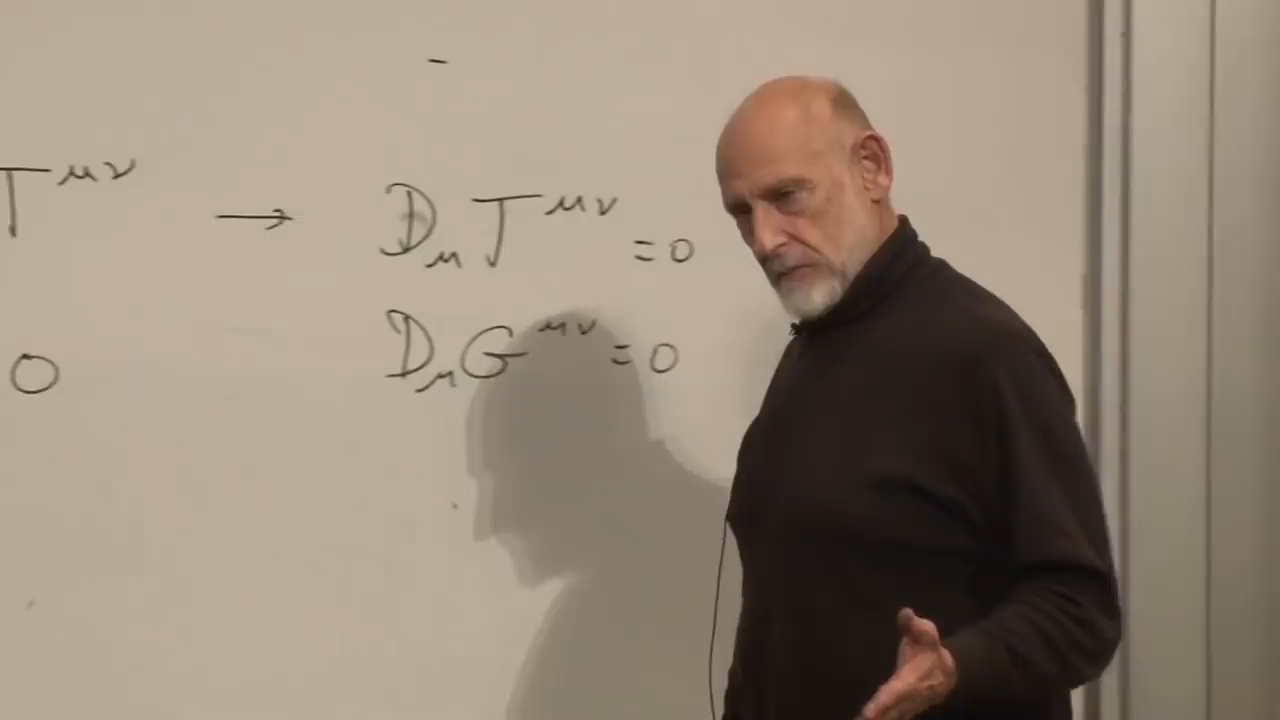 T^{μν} → D_μ T^{μν} = 0
0 D_μ G^{μν} = 0